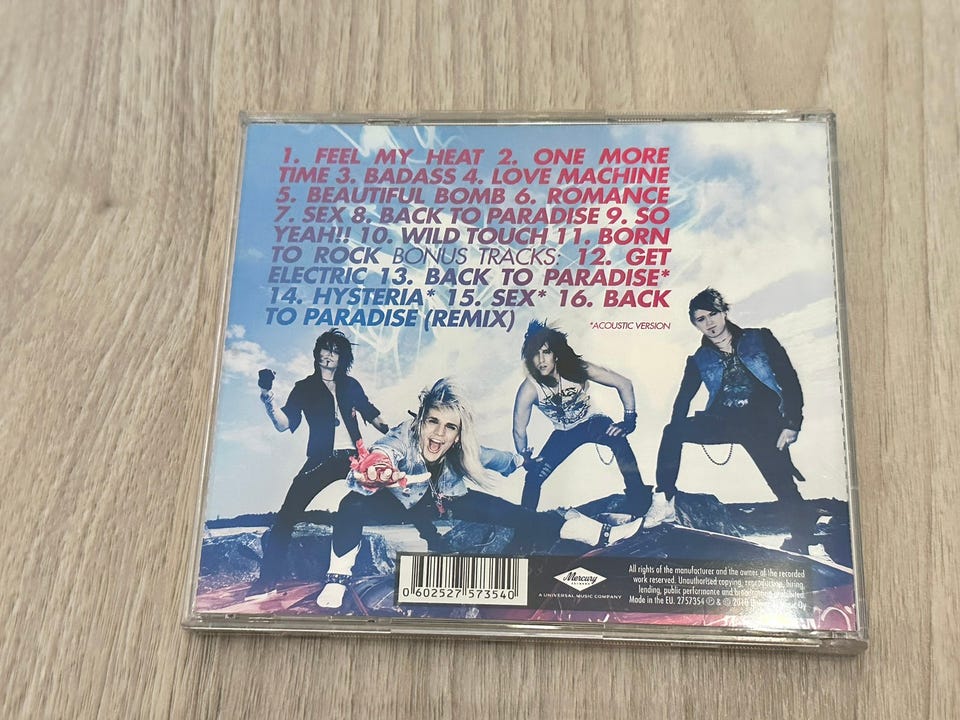 1. FEEL MY HEAT 2. ONE MORE
TIME 3. BADASS 4. LOVE MACHINE
5. BEAUTIFUL BOMB 6. ROMANCE
7. SEX 8. BACK TO PARADISE 9. SO
YEAH!! 10. WILD TOUCH 11. BORN
TO ROCK BONUS TRACKS: 12. GET
ELECTRIC 13. BACK TO PARADISE*
14. HYSTERIA* 15. SEX* 16. BACK
TO PARADISE (REMIX)
*ACOUSTIC VERSION
0 602527 573540
Mercury
RECORDS
A UNIVERSAL MUSIC COMPANY
All rights of the manufacturer and the owner of the recorded
work reserved. Unauthorised copying, reproduction, hiring,
lending, public performance and broadcasting prohibited
Made in the EU. 2757354 ℗ & © 2010 Oy